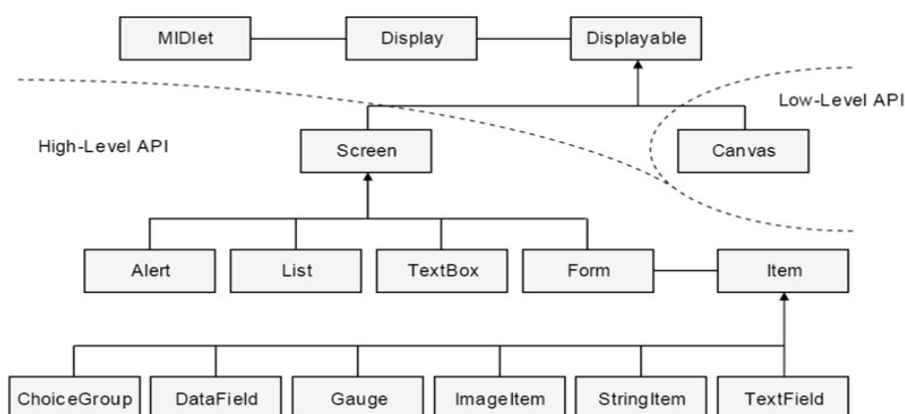 MIDlet
Display
Displayable
Low-Level API
High-Level API
Screen
Canvas
Alert
List
TextBox
Form
Item
ChoiceGroup
DataField
Gauge
ImageItem
StringItem
TextField